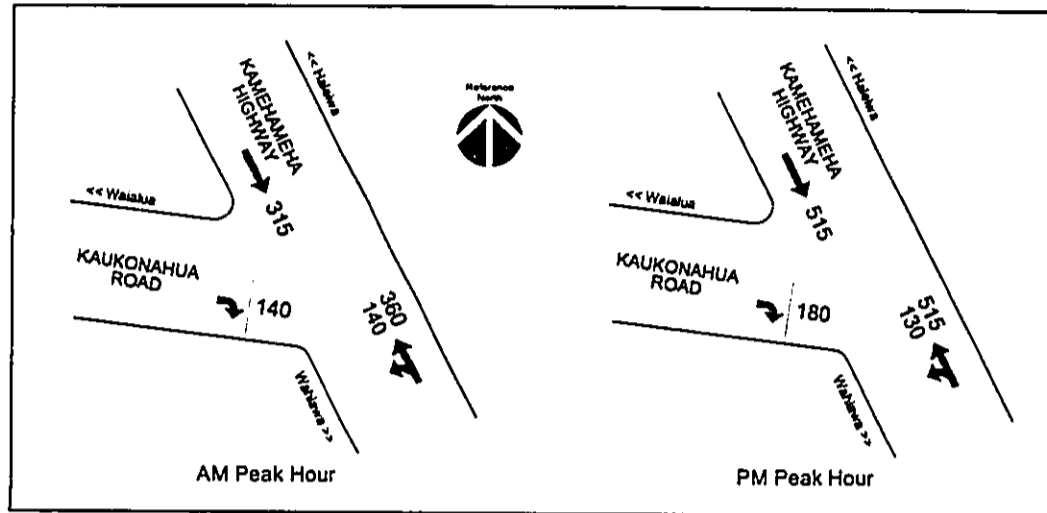 << Haleiwa
KAMEHAMEHA
HIGHWAY
315
<< Waialua
KAUKONAHUA
ROAD
140
360
140
Wahiawa >>
AM Peak Hour
Reference
North
<< Haleiwa
KAMEHAMEHA
HIGHWAY
515
<< Waialua
KAUKONAHUA
ROAD
180
515
130
Wahiawa >>
PM Peak Hour